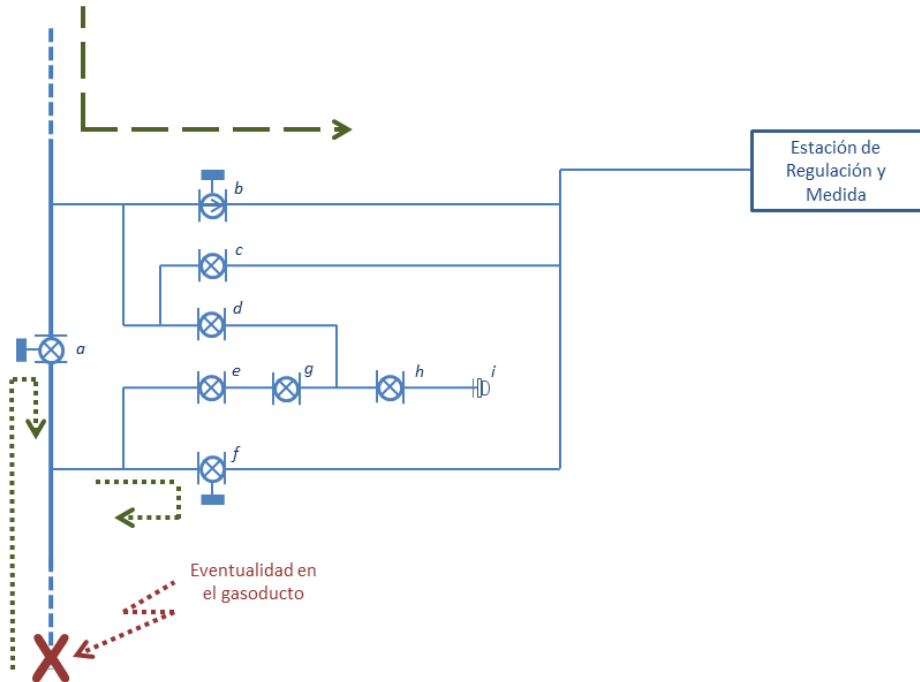 Estación de
Regulación y
Medida
b
c
d
a
e
g
h
i
f
Eventualidad en
el gasoducto